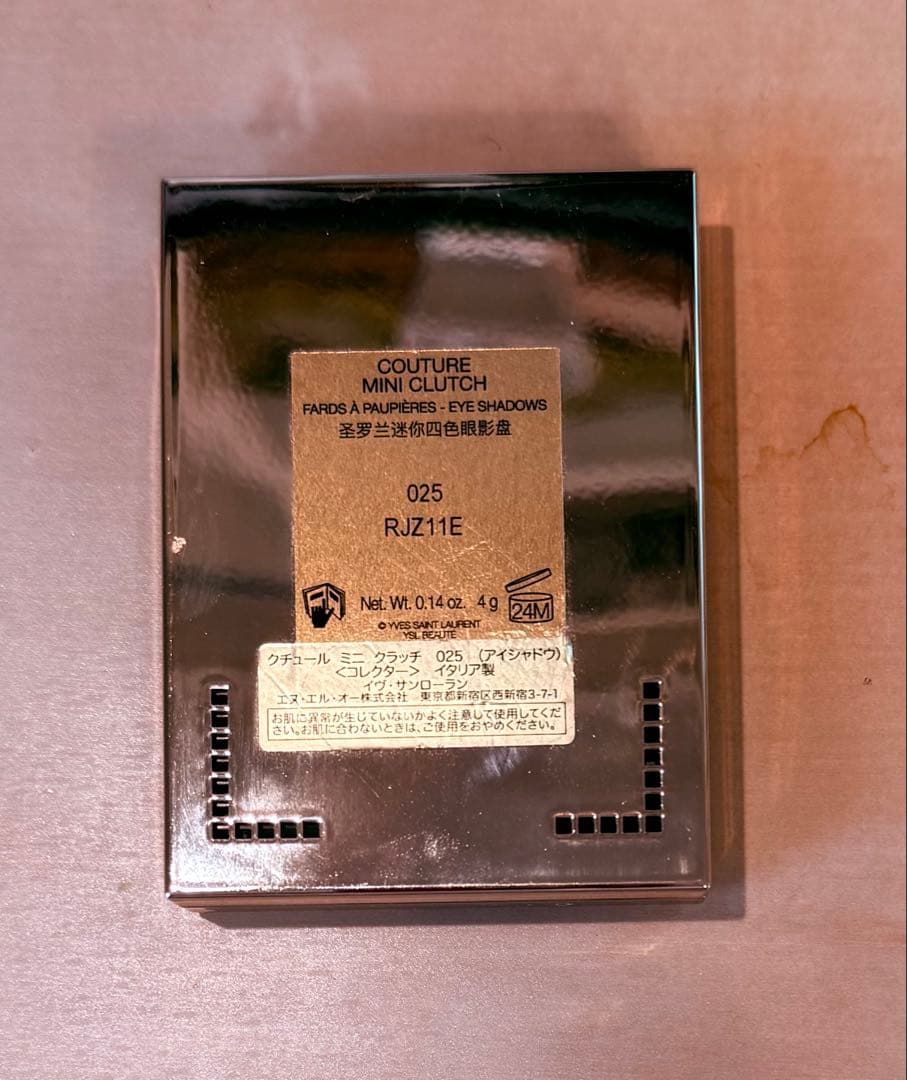 COUTURE
MINI CLUTCH
FARDS À PAUPIÈRES - EYE SHADOWS
圣罗兰迷你四色眼影盘
025
RJZ11E
Net. Wt. 0.14 oz. 4 g
24M
© YVES SAINT LAURENT
YSL BEAUTÉ
クチュール ミニ クラッチ 025 (アイシャドウ)
<コレクター> イタリア製
イヴ・サンローラン
エヌ・エル・オー株式会社 東京都新宿区西新宿3-7-1
お肌に異常が生じていないかよく注意して使用してくだ
さい。お肌に合わないときは、ご使用をおやめください。